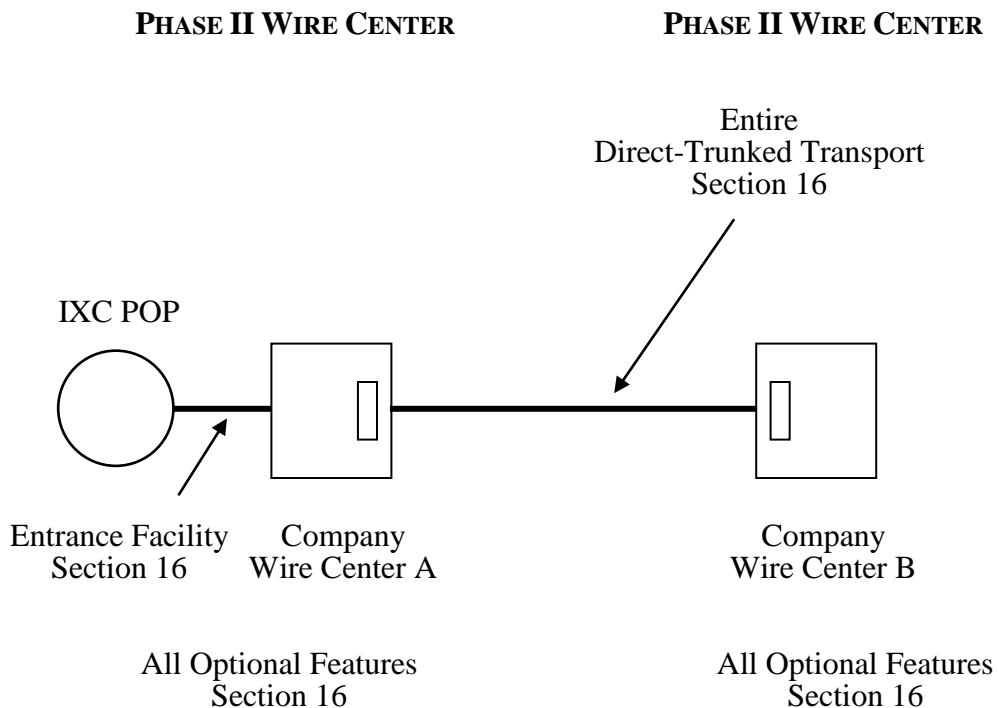 PHASE II WIRE CENTER
PHASE II WIRE CENTER
Entire
Direct-Trunked Transport
Section 16
IXC POP
Entrance Facility
Section 16
Company
Wire Center A
Company
Wire Center B
All Optional Features
Section 16
All Optional Features
Section 16